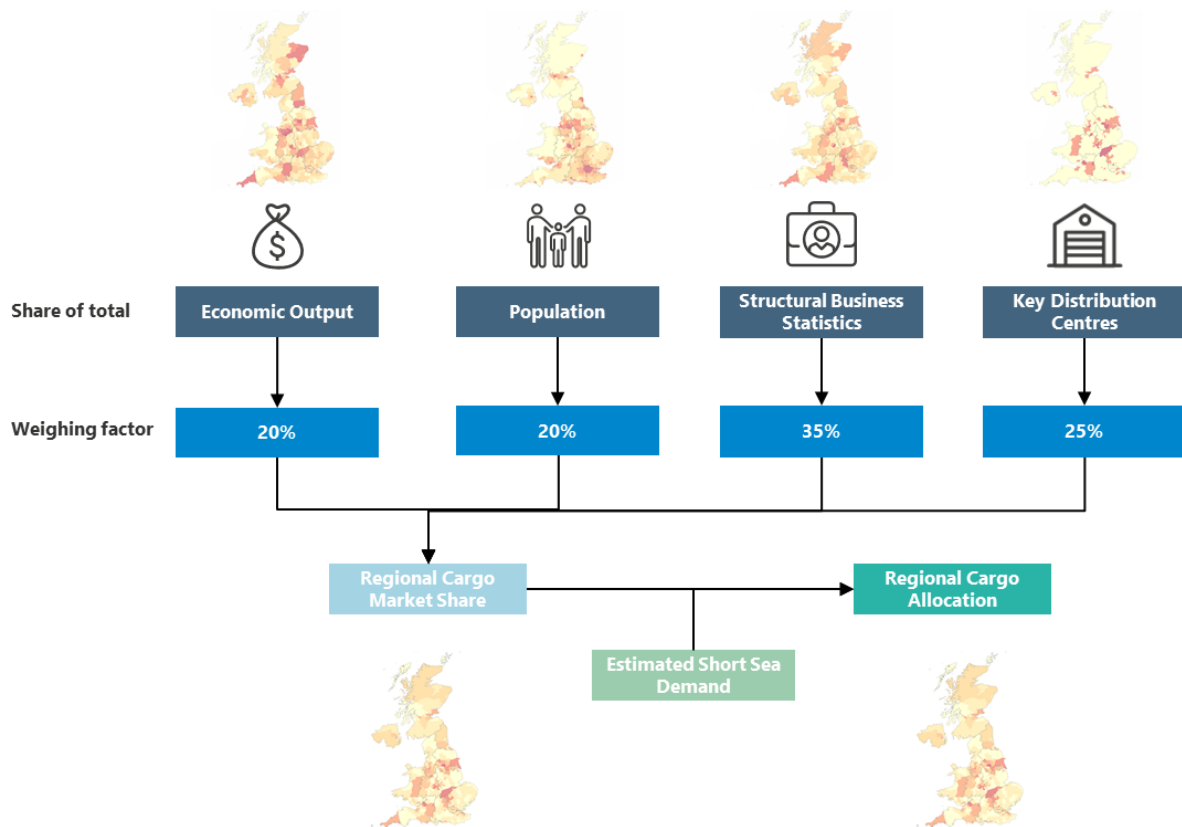 $
Share of total
Economic Output
Population
Structural Business
Statistics
Key Distribution
Centres
Weighing factor
20%
20%
35%
25%
Regional Cargo
Market Share
Regional Cargo
Allocation
Estimated Short Sea
Demand